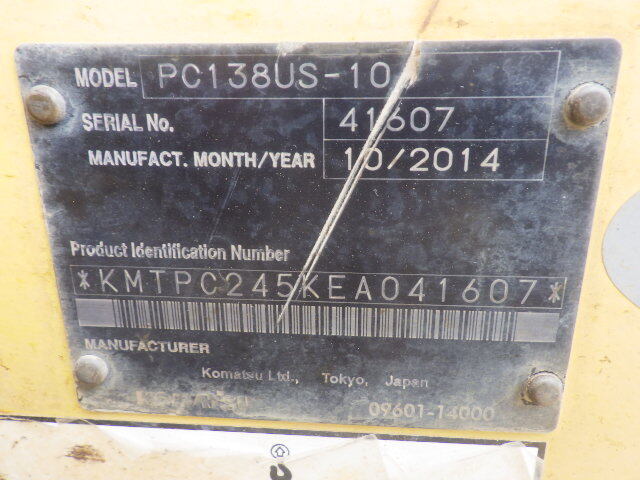 MODEL PC138US-10
SERIAL No. 41607
MANUFACT. MONTH/YEAR 10/2014
Product Identification Number
*KMTPC245KEA041607*
MANUFACTURER
Komatsu Ltd., Tokyo, Japan
09601-14000